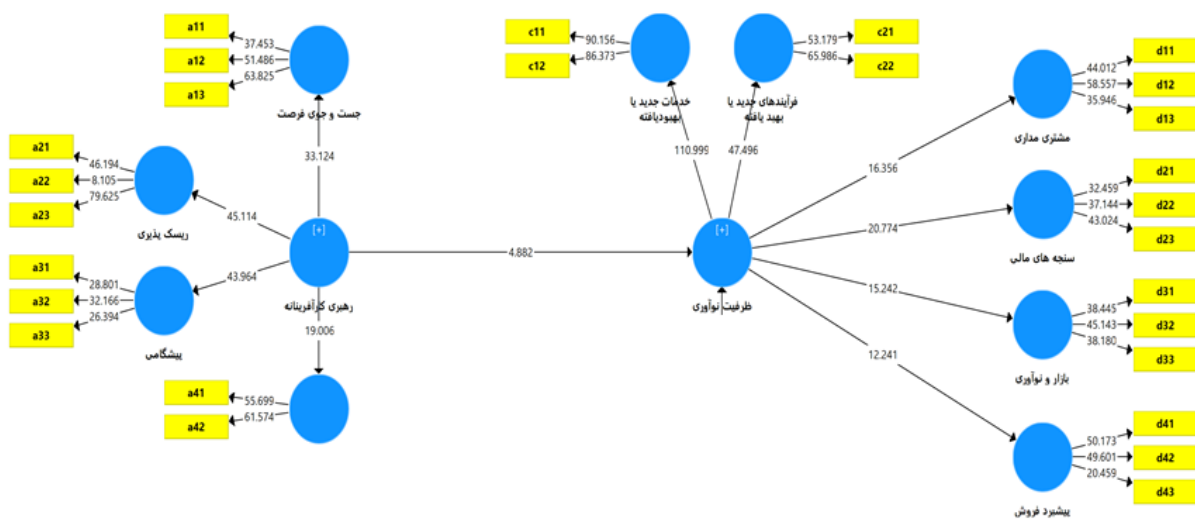 a11
37.453
a12
51.486
a13
63.825
جست و جوی فرصت
33.124
a21
46.194
a22
8.105
a23
79.625
ریسک پذیری
45.114
a31
28.801
a32
32.166
a33
26.394
پیشگامی
43.964
[+]
رهبری کارآفرینانه
19.006
a41
55.699
a42
61.574
4.882
c11
90.156
c12
86.373
خدمات جدید یا
بهبودیافته
110.999
c21
53.179
c22
65.986
فرآیندهای جدید یا
بهبد یافته
47.496
[+]
ظرفیت نوآوری
16.356
20.774
15.242
12.241
d11
44.012
d12
58.557
d13
35.946
مشتری مداری
d21
32.459
d22
37.144
d23
43.024
سنجه های مالی
d31
38.445
d32
45.143
d33
38.180
بازار و نوآوری
d41
50.173
d42
49.601
d43
20.459
پیشبرد فروش